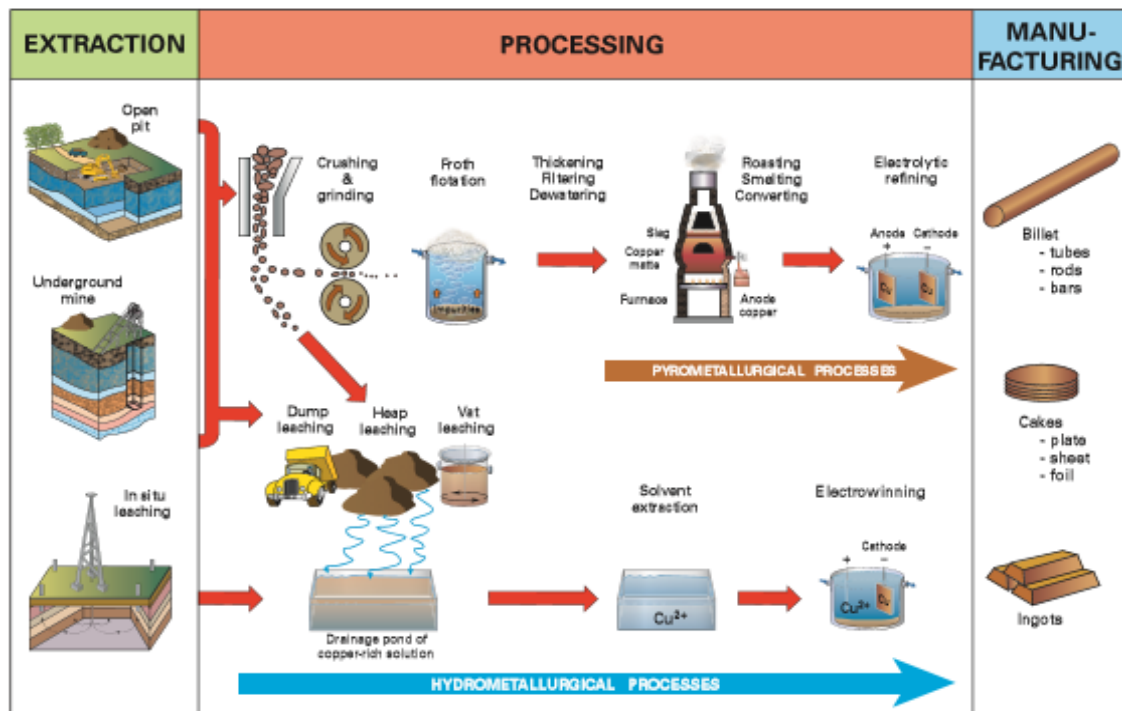 EXTRACTION
PROCESSING
MANU-
FACTURING
Open
pit
Underground
mine
In situ
leaching
Crushing
&
grinding
Froth
flotation
Impurities
Thickening
Filtering
Dewatering
Roasting
Smelting
Converting
Slag
Copper
matte
Furnace
Anode
copper
Electrolytic
refining
Anode Cathode
+ –
Cu Cu
PYROMETALLURGICAL PROCESSES
Dump
leaching
Heap
leaching
Vat
leaching
Drainage pond of
copper-rich solution
Solvent
extraction
Cu2+
Electrowinning
Cathode
+ –
Cu2+ Cu
HYDROMETALLURGICAL PROCESSES
Billet
- tubes
- rods
- bars
Cakes
- plate
- sheet
- foil
Ingots